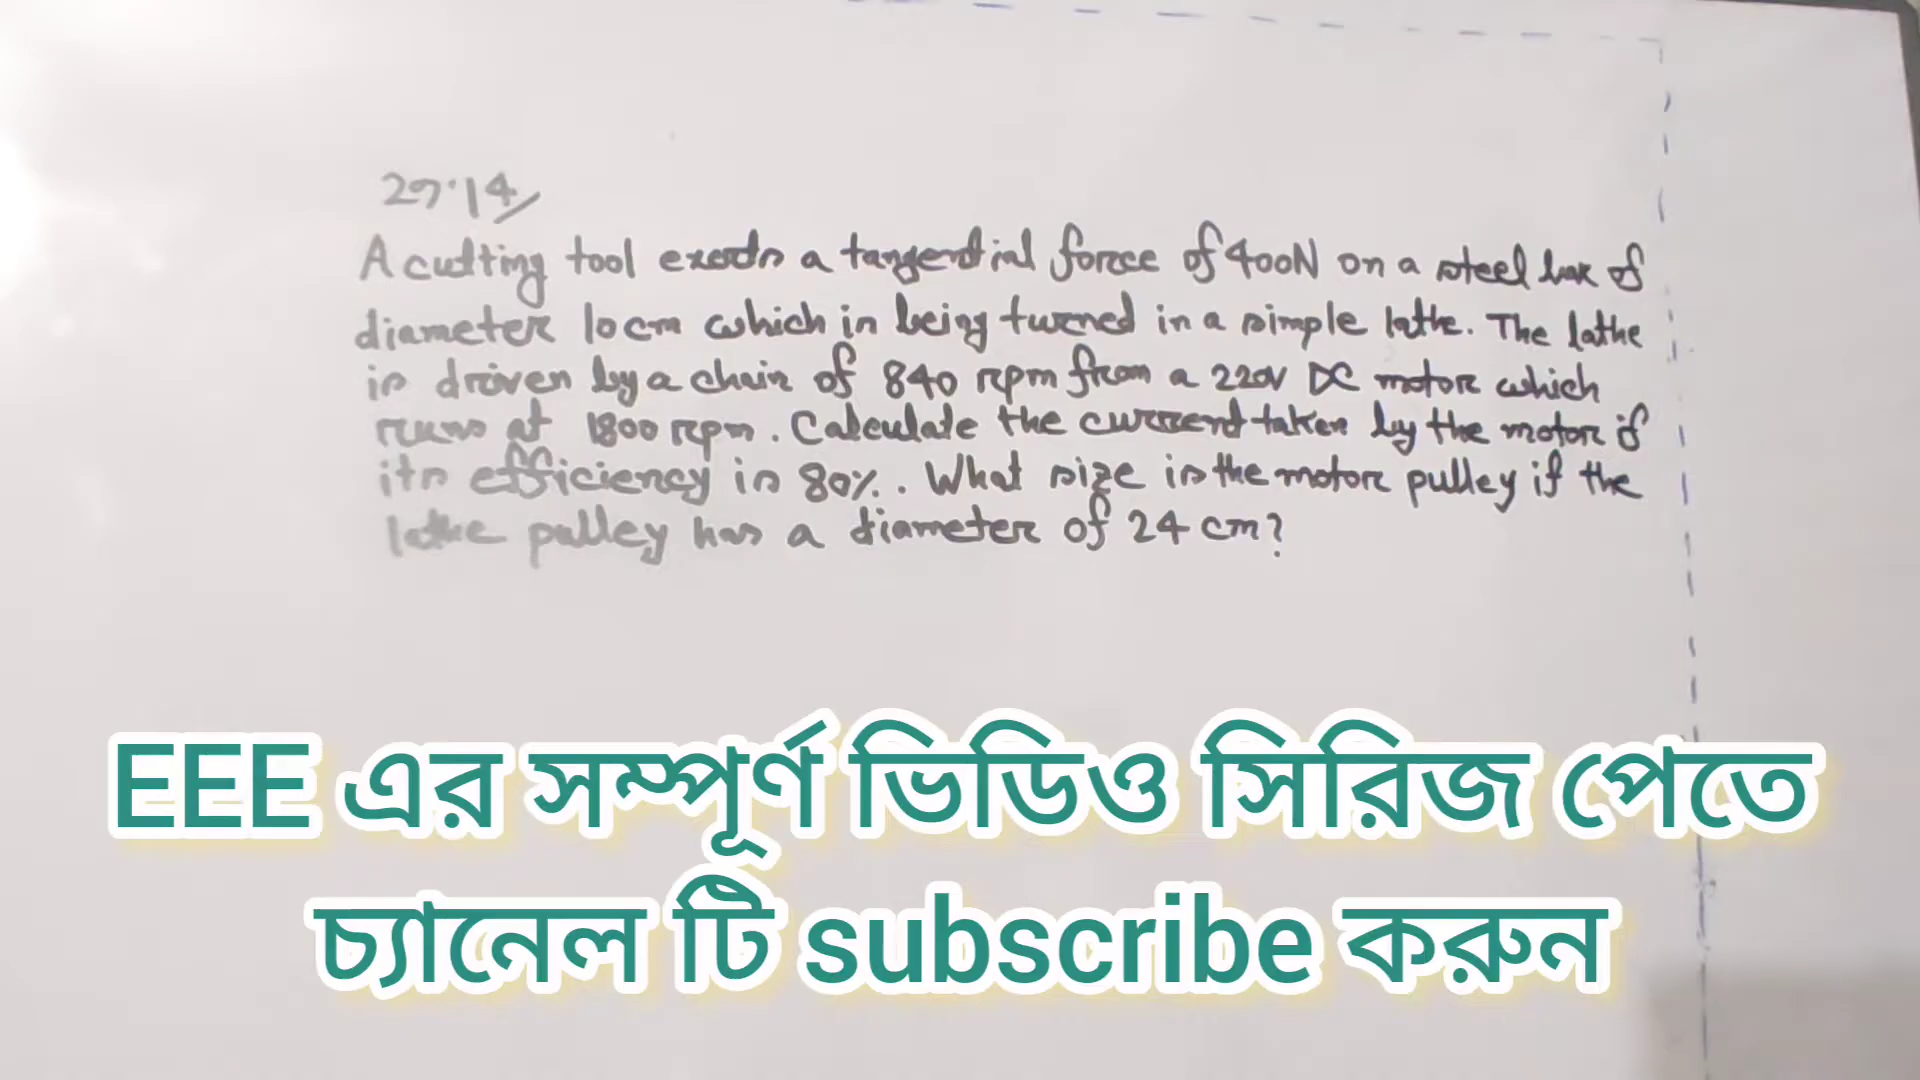 29.14/
A cutting tool exerts a tangential force of 400N on a steel bar of
diameter 10cm which is being turned in a simple lathe. The lathe
is driven by a chain of 840 rpm from a 220V DC motor which
runs at 1800 rpm. Calculate the current taken by the motor if
its efficiency is 80%. What size is the motor pulley if the
lathe pulley has a diameter of 24 cm?
EEE এর সম্পূর্ণ ভিডিও সিরিজ পেতে
চ্যানেল টি subscribe করুন